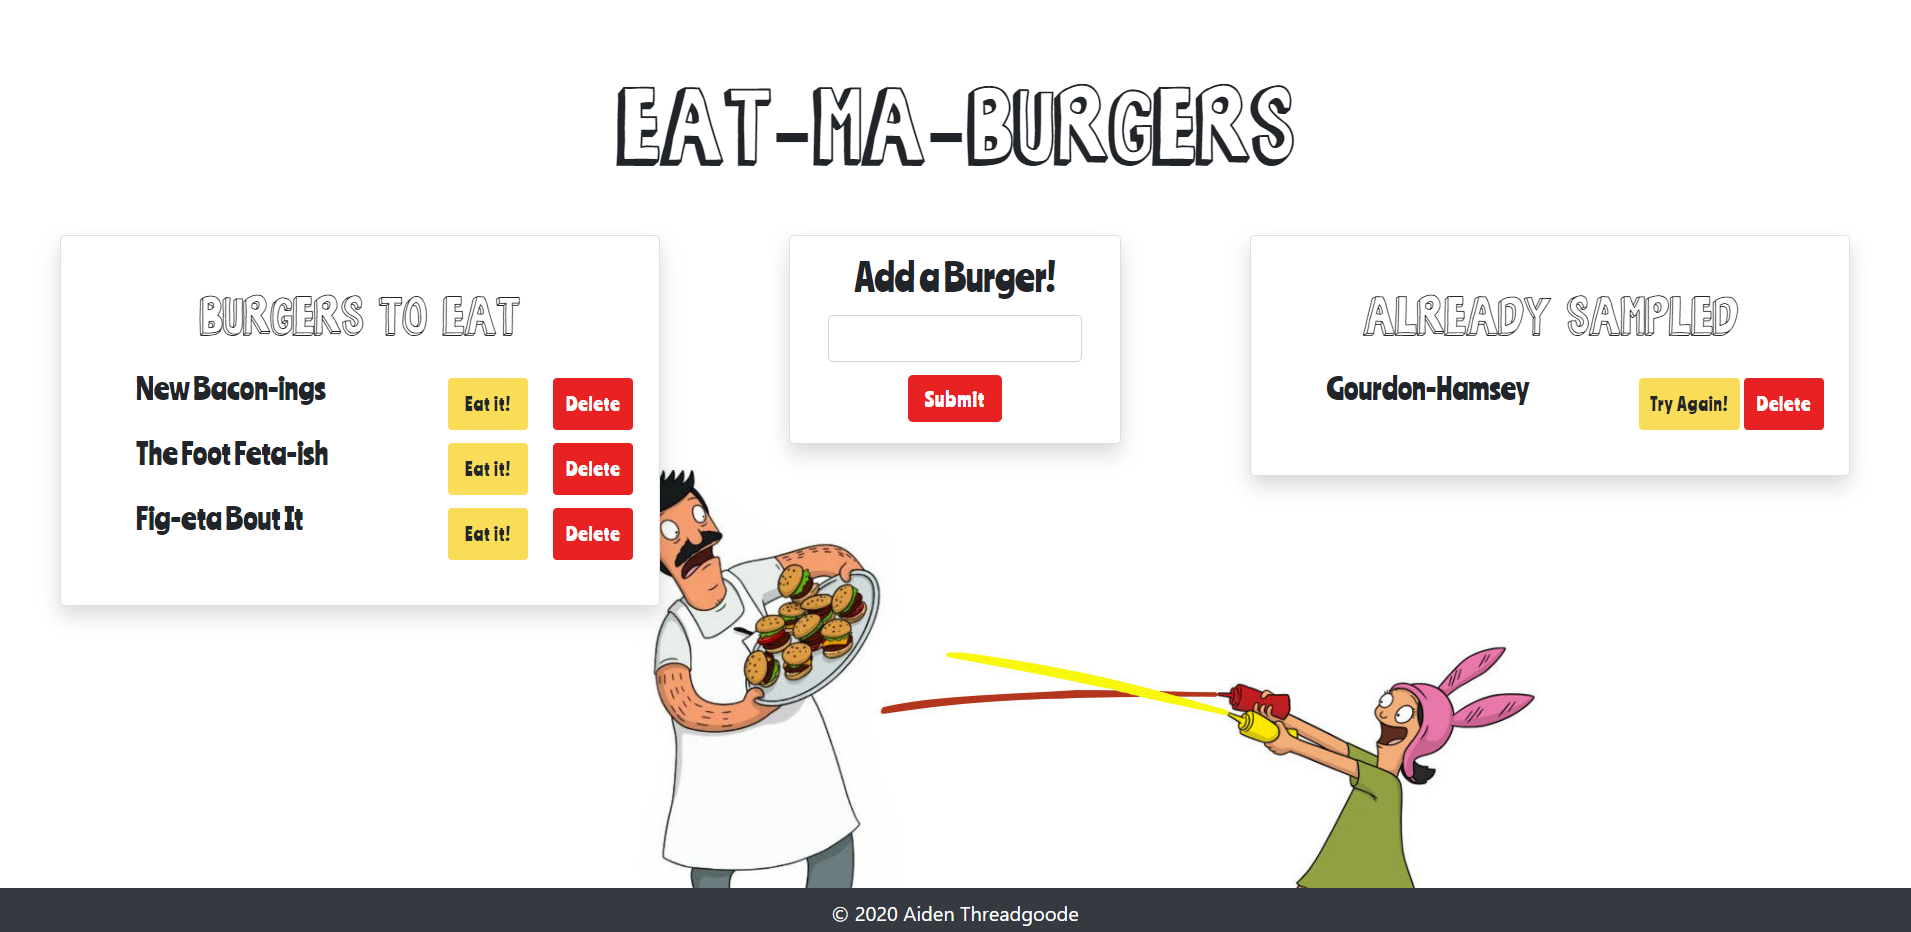 EAT-MA-BURGERS
BURGERS TO EAT
New Bacon-ings
Eat it!
Delete
The Foot Feta-ish
Eat it!
Delete
Fig-eta Bout It
Eat it!
Delete
Add a Burger!
Submit
ALREADY SAMPLED
Gourdon-Hamsey
Try Again!
Delete
© 2020 Aiden Threadgoode